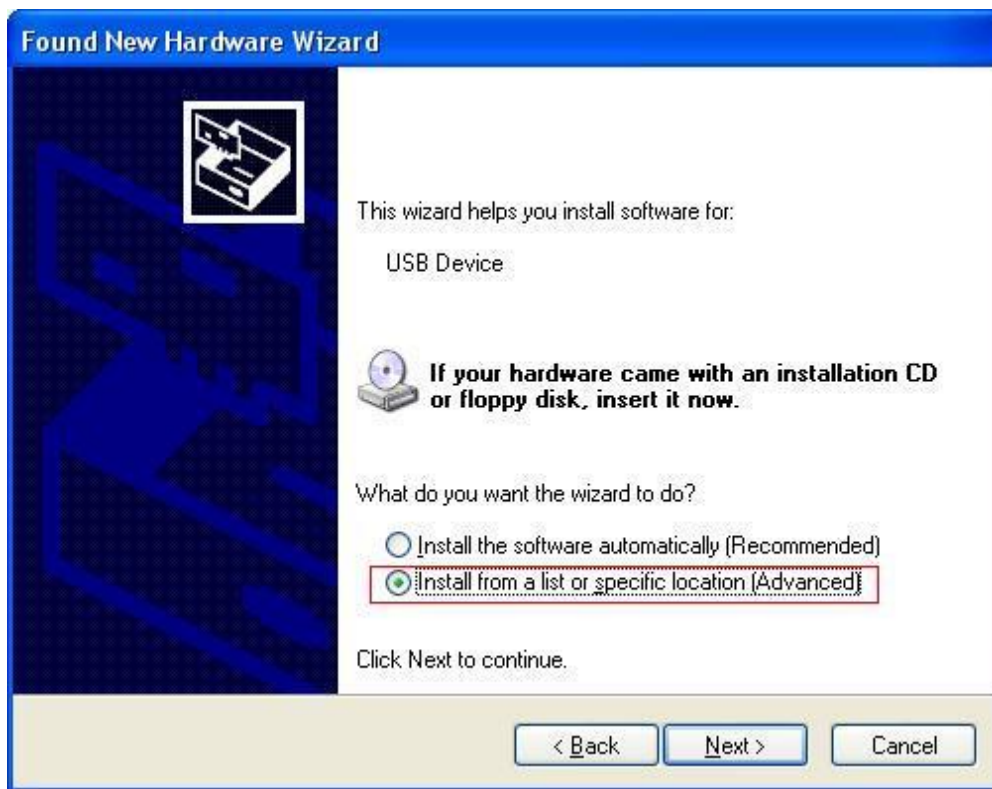 Found New Hardware Wizard
This wizard helps you install software for:
USB Device
If your hardware came with an installation CD
or floppy disk, insert it now.
What do you want the wizard to do?
Install the software automatically (Recommended)
Install from a list or specific location (Advanced)
Click Next to continue.
< Back
Next >
Cancel